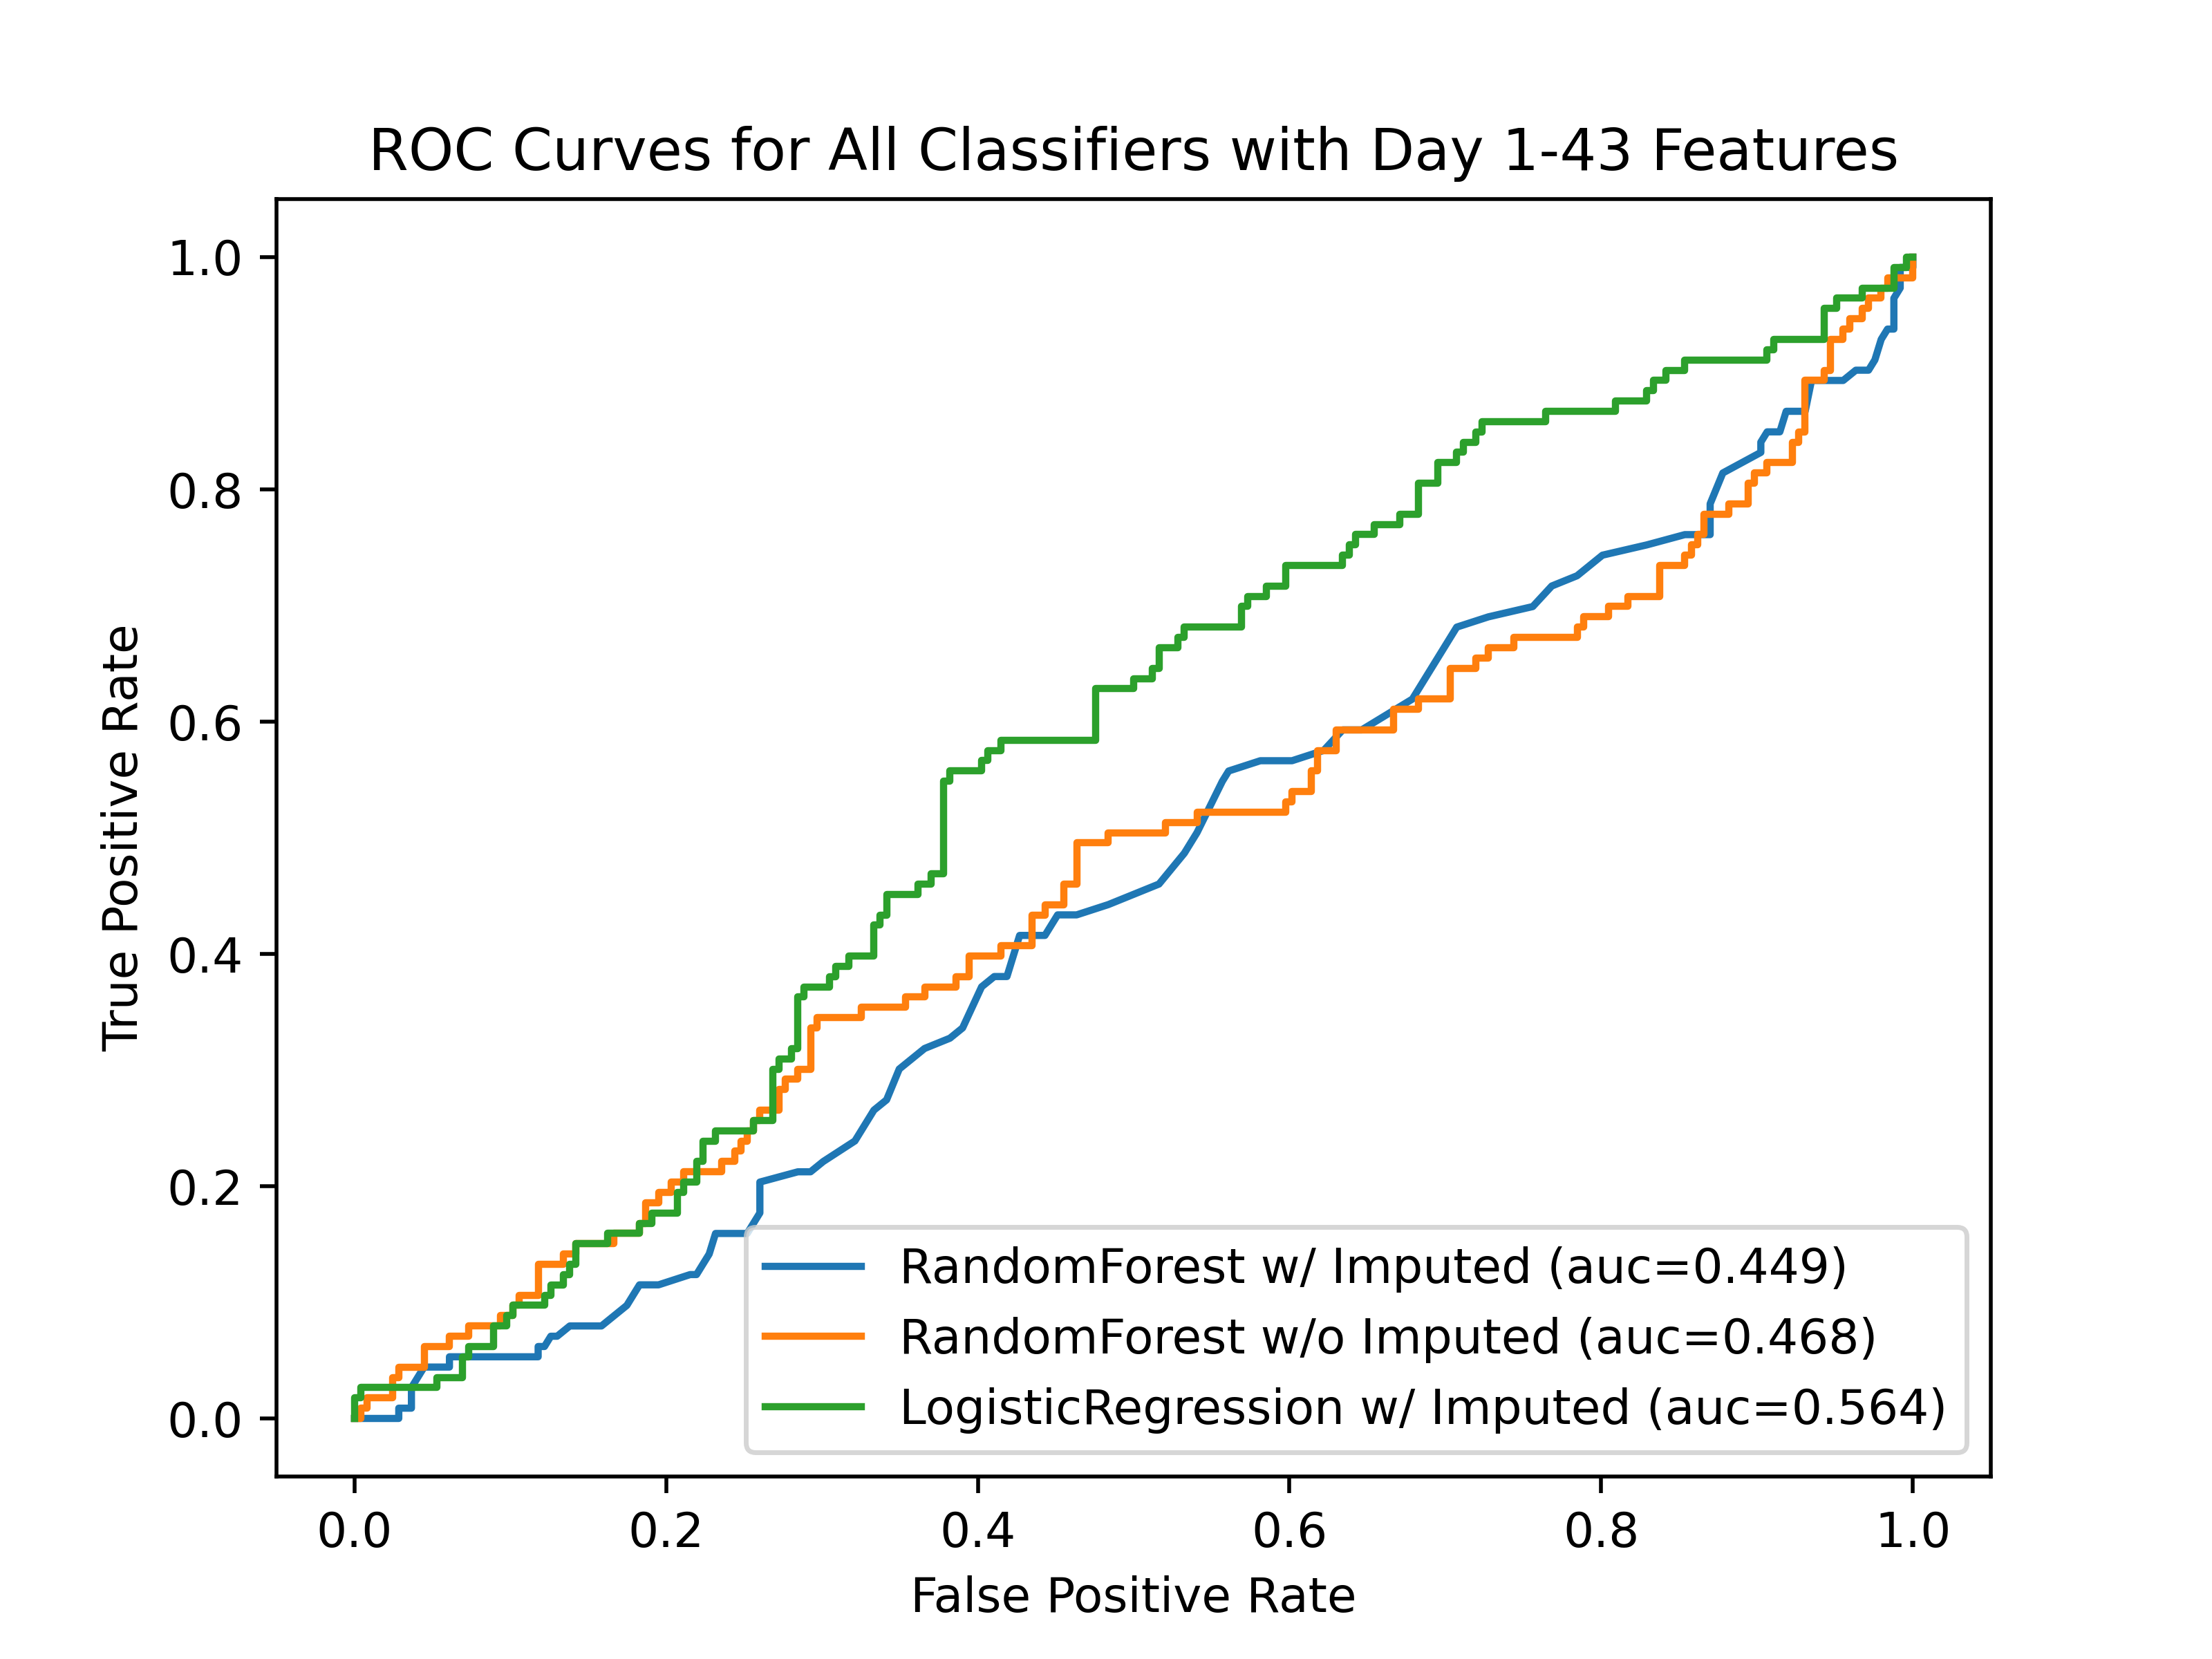 ROC Curves for All Classifiers with Day 1-43 Features
True Positive Rate
1.0
0.8
0.6
0.4
0.2
0.0
RandomForest w/ Imputed (auc=0.449)
RandomForest w/o Imputed (auc=0.468)
LogisticRegression w/ Imputed (auc=0.564)
0.0 0.2 0.4 0.6 0.8 1.0
False Positive Rate